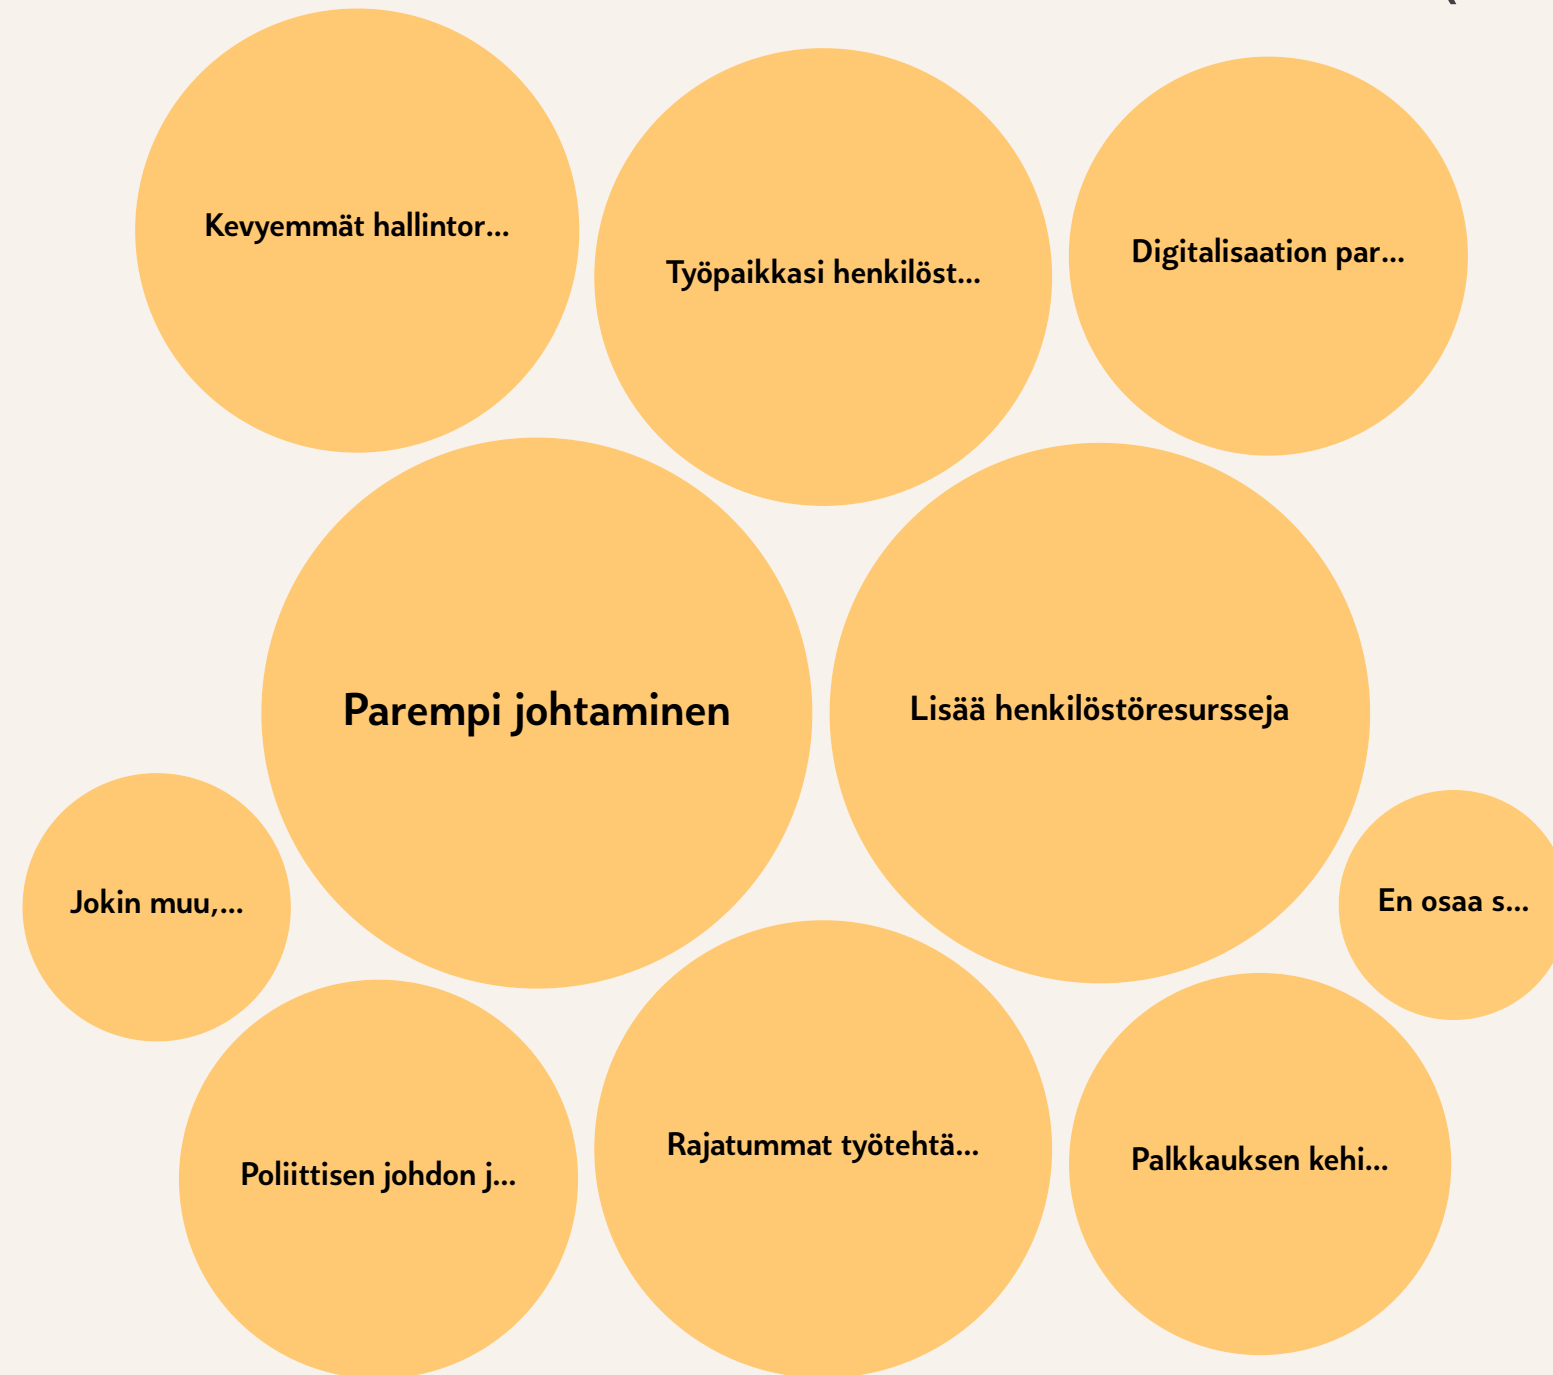 Kevyemmät hallintor...
Työpaikkasi henkilöst...
Digitalisaation par...
Parempi johtaminen
Lisää henkilöstöresursseja
Jokin muu,...
En osaa s...
Poliittisen johdon j...
Rajatummat työtehtä...
Palkkauksen kehi...